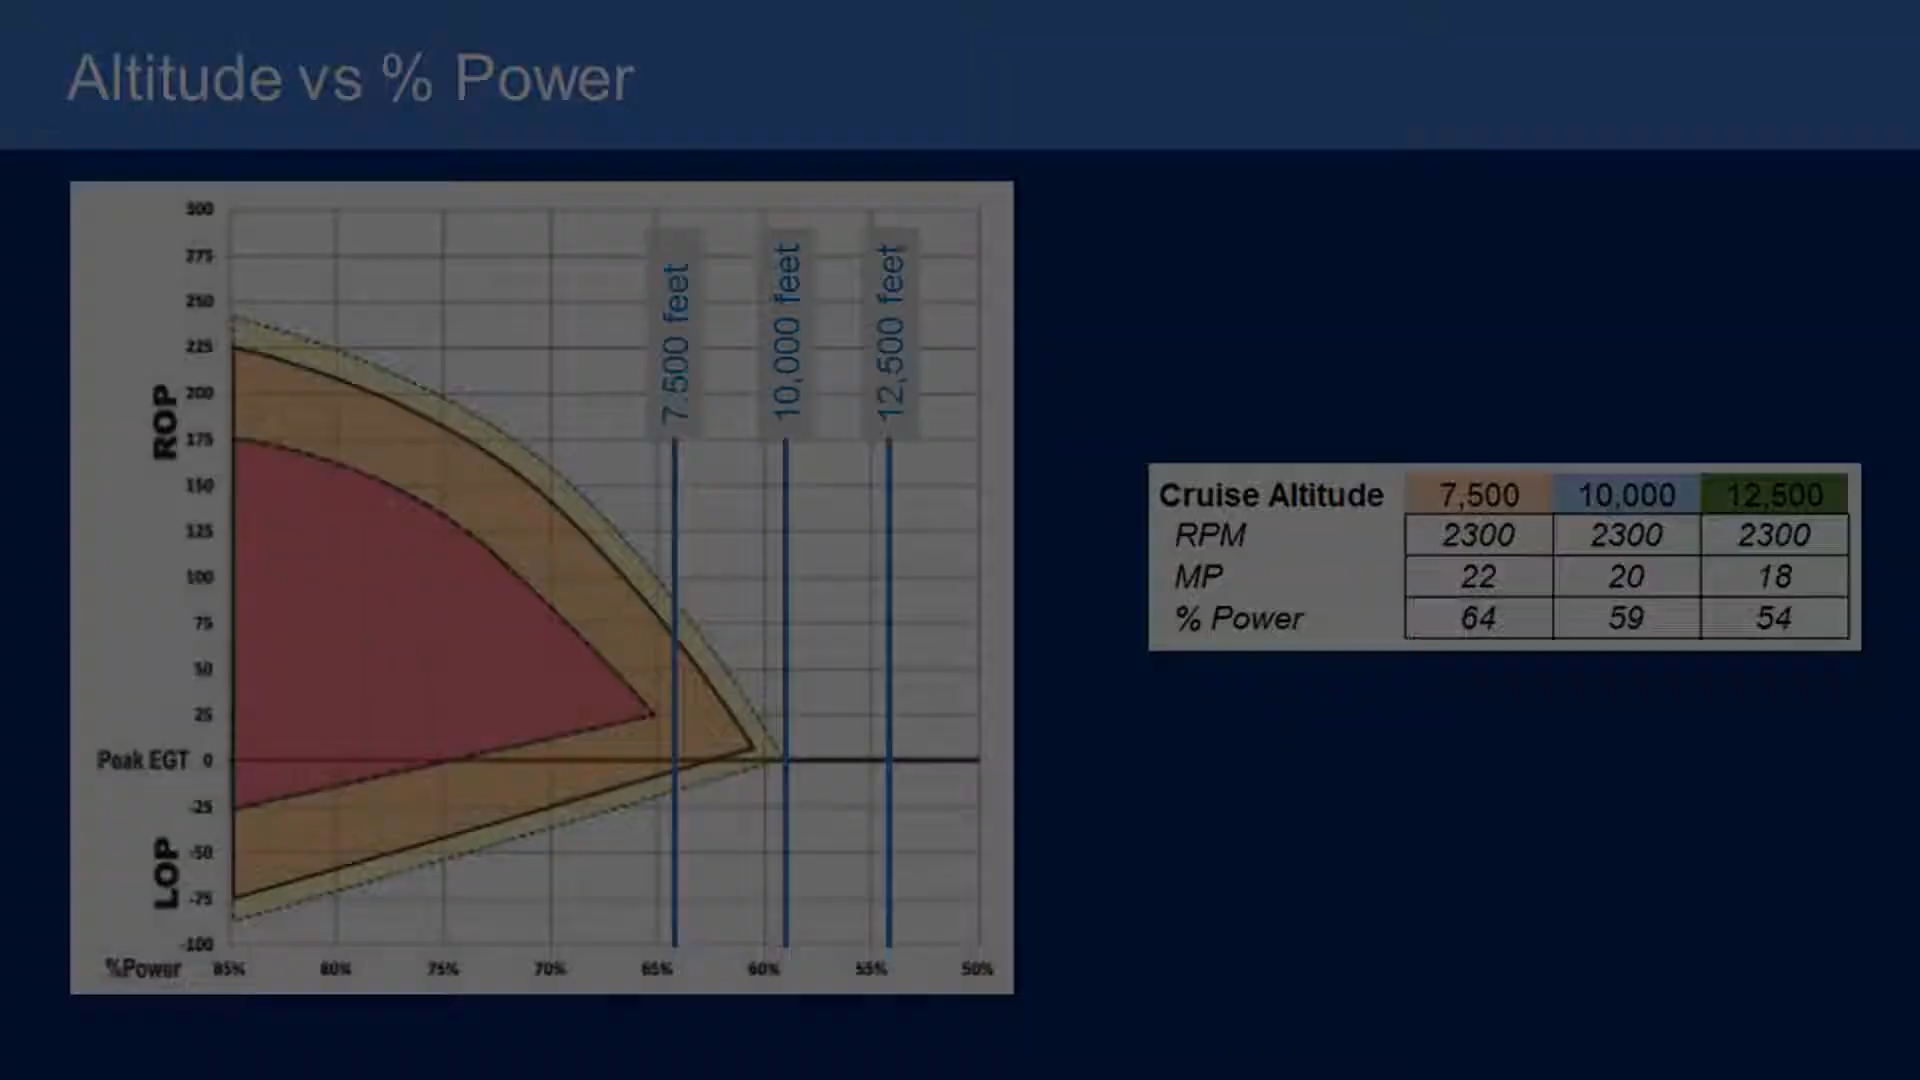 Altitude vs % Power
300
275
250
225
200
175
150
125
100
75
50
25
Peak EGT 0
-25
-50
-75
-100
ROP
LOP
7,500 feet
10,000 feet
12,500 feet
%Power 85% 80% 75% 70% 65% 60% 55% 50%
Cruise Altitude 7,500 10,000 12,500
RPM 2300 2300 2300
MP 22 20 18
% Power 64 59 54